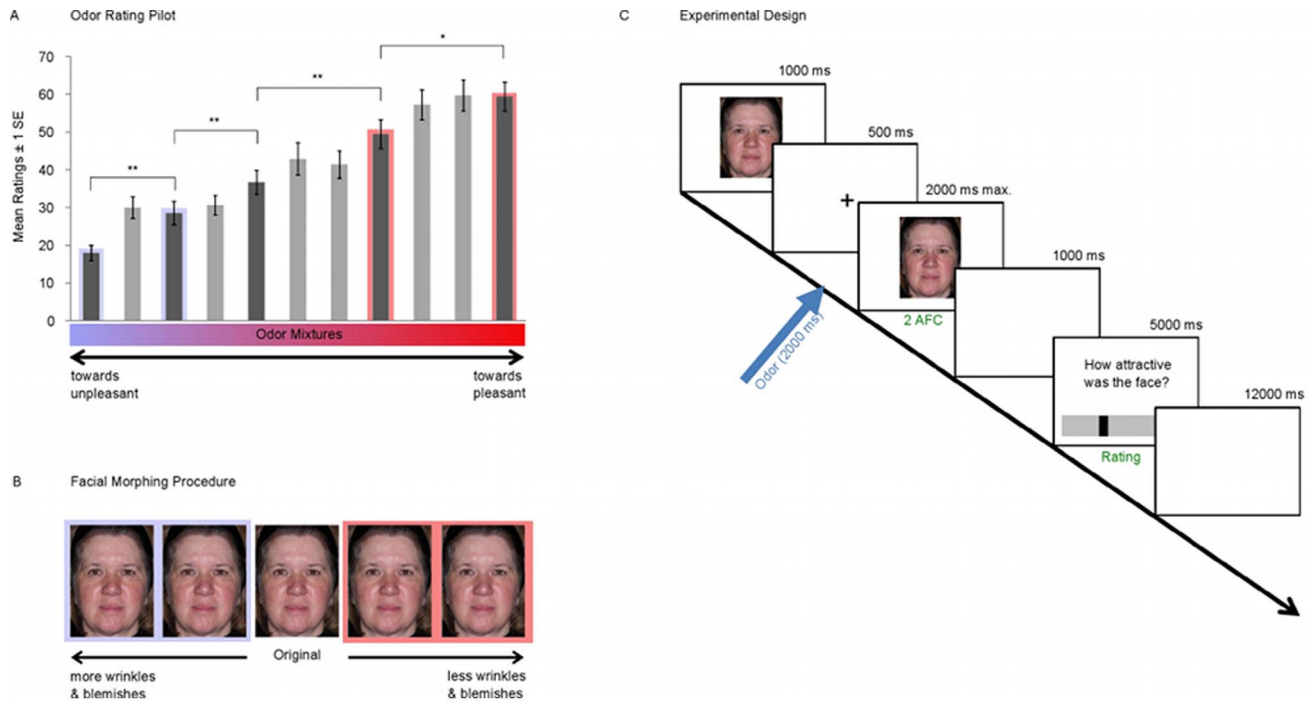 A Odor Rating Pilot
70
60
50
40
30
20
10
0
Mean Ratings ± 1 SE
**
**
**
*
Odor Mixtures
towards
unpleasant
towards
pleasant
B Facial Morphing Procedure
Original
more wrinkles
& blemishes
less wrinkles
& blemishes
C Experimental Design
1000 ms
500 ms
+
2000 ms max.
2 AFC
Odor (2000 ms)
1000 ms
5000 ms
How attractive
was the face?
Rating
12000 ms